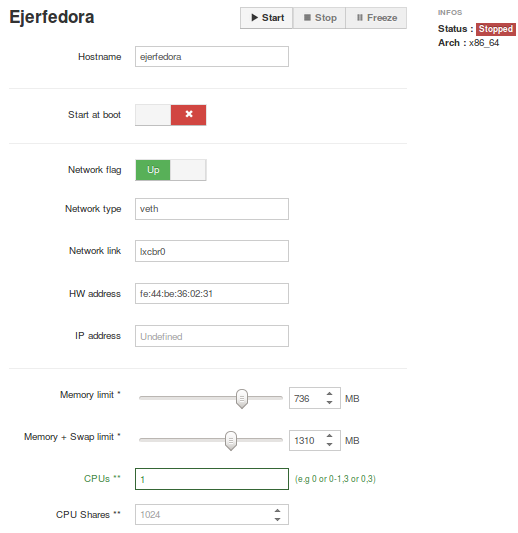 Ejerfedora
Start Stop Freeze
INFOS
Status : Stopped
Arch : x86_64
Hostname ejerfedora
Start at boot
Network flag Up
Network type veth
Network link lxcbr0
HW address fe:44:be:36:02:31
IP address Undefined
Memory limit * 736 MB
Memory + Swap limit * 1310 MB
CPUs ** 1 (e.g 0 or 0-1,3 or 0,3)
CPU Shares ** 1024